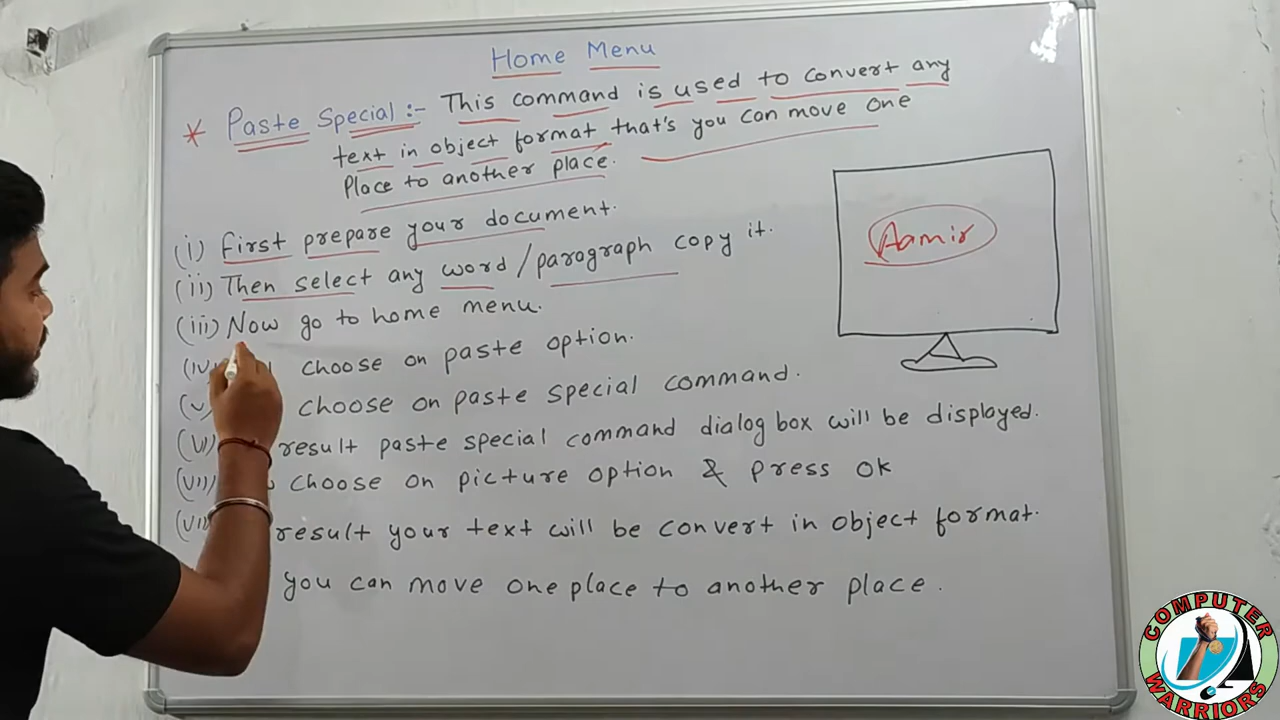 Home Menu
* Paste Special :- This command is used to convert any
text in object format that's you can move one
Place to another place.
(i) First prepare your document.
(ii) Then select any word / paragraph copy it.
(iii) Now go to home menu.
choose on paste option.
(v) choose on paste special command.
(vi) result paste special command dialog box will be displayed.
(vii) choose on picture option & press ok
result your text will be convert in object format.
you can move one place to another place.
Aamir
COMPUTER
WARRIORS